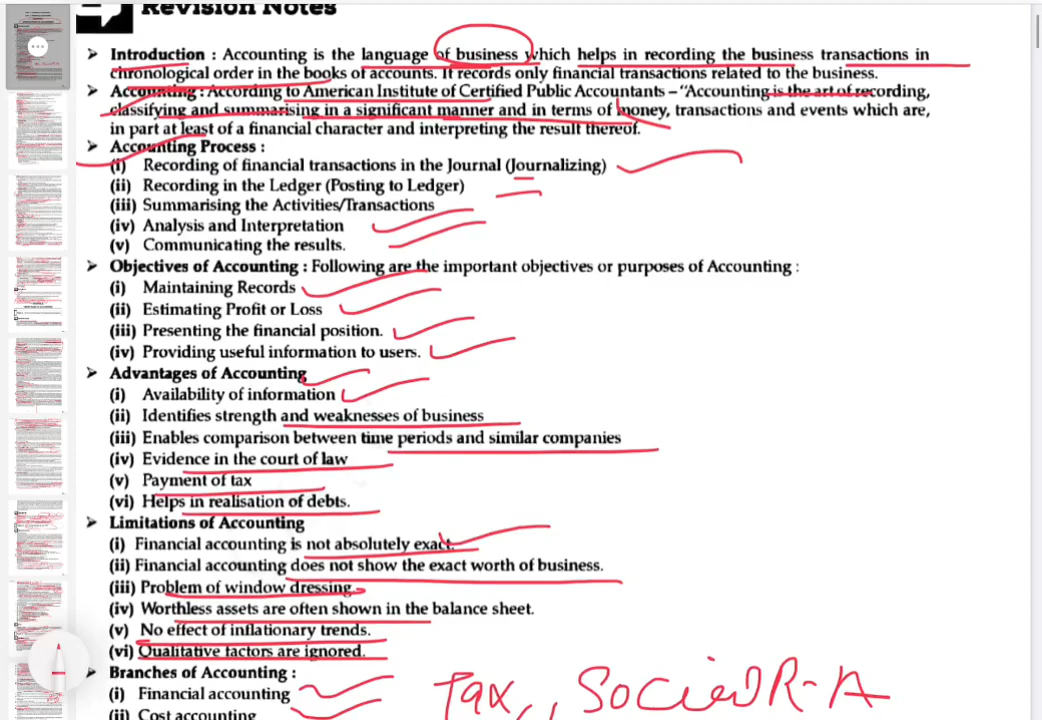 Revision Notes
➤ Introduction : Accounting is the language of business which helps in recording the business transactions in
chronological order in the books of accounts. It records only financial transactions related to the business.
➤ Accounting : According to American Institute of Certified Public Accountants – "Accounting is the art of recording,
classifying and summarising in a significant manner and in terms of money, transactions and events which are,
in part at least of a financial character and interpreting the result thereof.
➤ Accounting Process :
(i) Recording of financial transactions in the Journal (Journalizing)
(ii) Recording in the Ledger (Posting to Ledger)
(iii) Summarising the Activities/Transactions
(iv) Analysis and Interpretation
(v) Communicating the results.
➤ Objectives of Accounting : Following are the important objectives or purposes of Accounting :
(i) Maintaining Records
(ii) Estimating Profit or Loss
(iii) Presenting the financial position.
(iv) Providing useful information to users.
➤ Advantages of Accounting
(i) Availability of information
(ii) Identifies strength and weaknesses of business
(iii) Enables comparison between time periods and similar companies
(iv) Evidence in the court of law
(v) Payment of tax
(vi) Helps in realisation of debts.
➤ Limitations of Accounting
(i) Financial accounting is not absolutely exact.
(ii) Financial accounting does not show the exact worth of business.
(iii) Problem of window dressing
(iv) Worthless assets are often shown in the balance sheet.
(v) No effect of inflationary trends.
(vi) Qualitative factors are ignored.
➤ Branches of Accounting :
(i) Financial accounting
(ii) Cost accounting
Tax,, Social R-A